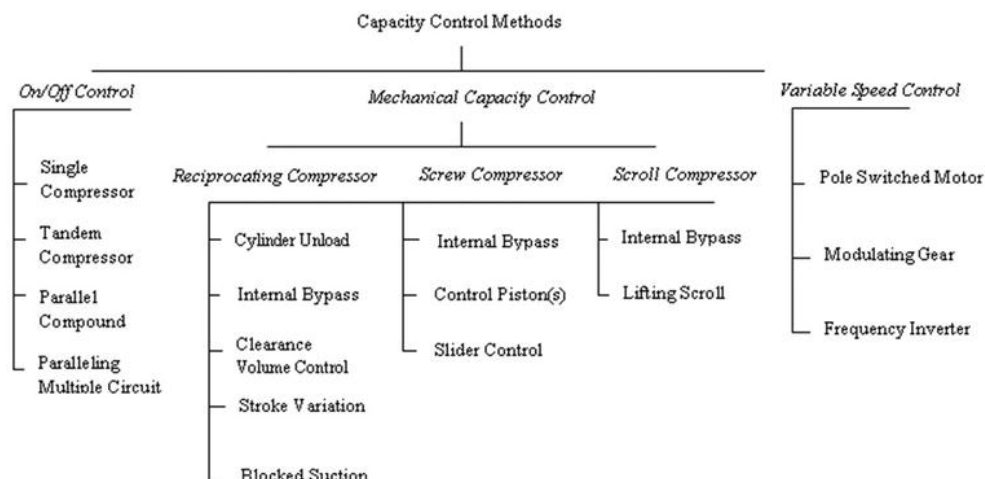 Capacity Control Methods
On/Off Control
Single
Compressor
Tandem
Compressor
Parallel
Compound
Paralleling
Multiple Circuit
Mechanical Capacity Control
Reciprocating Compressor
Cylinder Unload
Internal Bypass
Clearance
Volume Control
Stroke Variation
Blocked Suction
Screw Compressor
Internal Bypass
Control Piston(s)
Slider Control
Scroll Compressor
Internal Bypass
Lifting Scroll
Variable Speed Control
Pole Switched Motor
Modulating Gear
Frequency Inverter